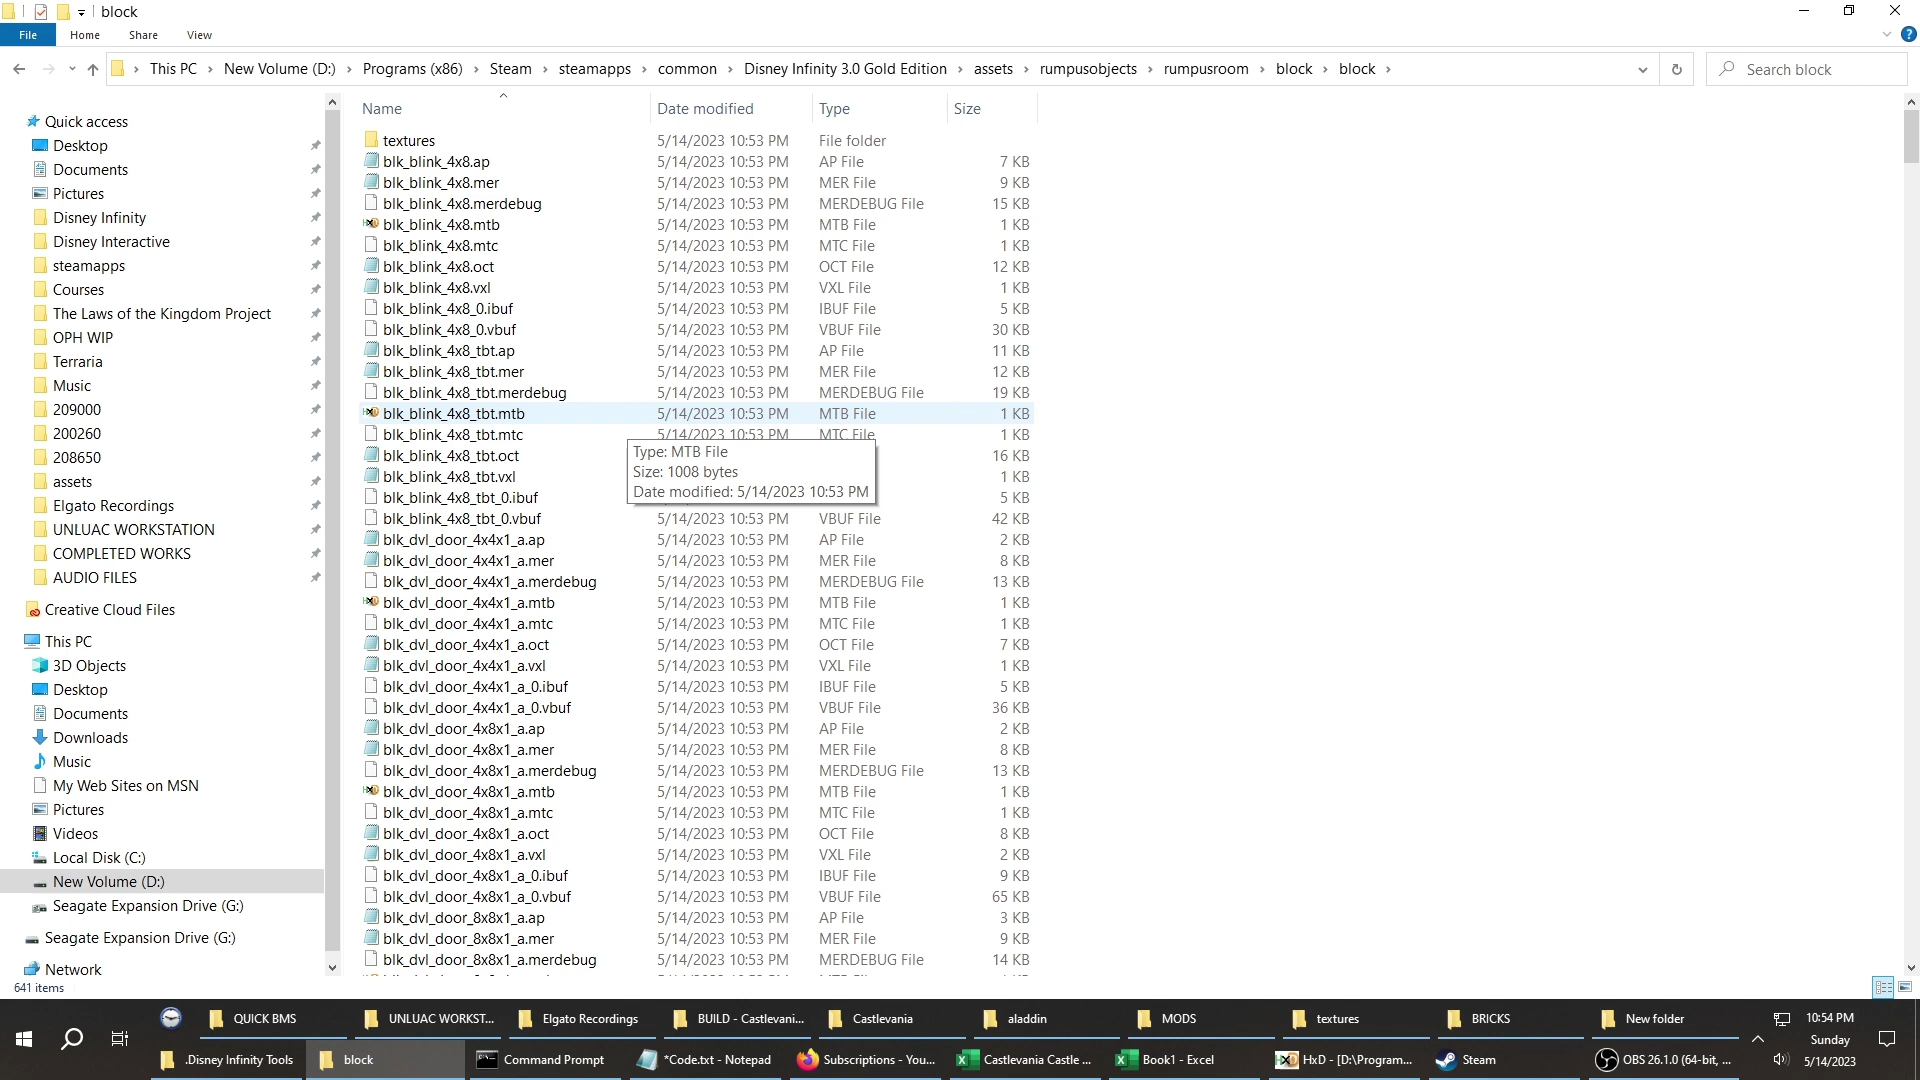 block
File Home Share View
This PC New Volume (D:) Programs (x86) Steam steamapps common Disney Infinity 3.0 Gold Edition assets rumpusobjects rumpusroom block block
Search block
Name Date modified Type Size
Quick access
Desktop
Documents
Pictures
Disney Infinity
Disney Interactive
steamapps
Courses
The Laws of the Kingdom Project
OPH WIP
Terraria
Music
209000
200260
208650
assets
Elgato Recordings
UNLUAC WORKSTATION
COMPLETED WORKS
AUDIO FILES
Creative Cloud Files
This PC
3D Objects
Desktop
Documents
Downloads
Music
My Web Sites on MSN
Pictures
Videos
Local Disk (C:)
New Volume (D:)
Seagate Expansion Drive (G:)
Seagate Expansion Drive (G:)
Network
textures 5/14/2023 10:53 PM File folder
blk_blink_4x8.ap 5/14/2023 10:53 PM AP File 7 KB
blk_blink_4x8.mer 5/14/2023 10:53 PM MER File 9 KB
blk_blink_4x8.merdebug 5/14/2023 10:53 PM MERDEBUG File 15 KB
blk_blink_4x8.mtb 5/14/2023 10:53 PM MTB File 1 KB
blk_blink_4x8.mtc 5/14/2023 10:53 PM MTC File 1 KB
blk_blink_4x8.oct 5/14/2023 10:53 PM OCT File 12 KB
blk_blink_4x8.vxl 5/14/2023 10:53 PM VXL File 1 KB
blk_blink_4x8_0.ibuf 5/14/2023 10:53 PM IBUF File 5 KB
blk_blink_4x8_0.vbuf 5/14/2023 10:53 PM VBUF File 30 KB
blk_blink_4x8_tbt.ap 5/14/2023 10:53 PM AP File 11 KB
blk_blink_4x8_tbt.mer 5/14/2023 10:53 PM MER File 12 KB
blk_blink_4x8_tbt.merdebug 5/14/2023 10:53 PM MERDEBUG File 19 KB
blk_blink_4x8_tbt.mtb 5/14/2023 10:53 PM MTB File 1 KB
blk_blink_4x8_tbt.mtc 5/14/2023 10:53 PM MTC File 1 KB
blk_blink_4x8_tbt.oct 16 KB
blk_blink_4x8_tbt.vxl 1 KB
blk_blink_4x8_tbt_0.ibuf 5 KB
Type: MTB File
Size: 1008 bytes
Date modified: 5/14/2023 10:53 PM
blk_blink_4x8_tbt_0.vbuf 5/14/2023 10:53 PM VBUF File 42 KB
blk_dvl_door_4x4x1_a.ap 5/14/2023 10:53 PM AP File 2 KB
blk_dvl_door_4x4x1_a.mer 5/14/2023 10:53 PM MER File 8 KB
blk_dvl_door_4x4x1_a.merdebug 5/14/2023 10:53 PM MERDEBUG File 13 KB
blk_dvl_door_4x4x1_a.mtb 5/14/2023 10:53 PM MTB File 1 KB
blk_dvl_door_4x4x1_a.mtc 5/14/2023 10:53 PM MTC File 1 KB
blk_dvl_door_4x4x1_a.oct 5/14/2023 10:53 PM OCT File 7 KB
blk_dvl_door_4x4x1_a.vxl 5/14/2023 10:53 PM VXL File 1 KB
blk_dvl_door_4x4x1_a_0.ibuf 5/14/2023 10:53 PM IBUF File 5 KB
blk_dvl_door_4x4x1_a_0.vbuf 5/14/2023 10:53 PM VBUF File 36 KB
blk_dvl_door_4x8x1_a.ap 5/14/2023 10:53 PM AP File 2 KB
blk_dvl_door_4x8x1_a.mer 5/14/2023 10:53 PM MER File 8 KB
blk_dvl_door_4x8x1_a.merdebug 5/14/2023 10:53 PM MERDEBUG File 13 KB
blk_dvl_door_4x8x1_a.mtb 5/14/2023 10:53 PM MTB File 1 KB
blk_dvl_door_4x8x1_a.mtc 5/14/2023 10:53 PM MTC File 1 KB
blk_dvl_door_4x8x1_a.oct 5/14/2023 10:53 PM OCT File 8 KB
blk_dvl_door_4x8x1_a.vxl 5/14/2023 10:53 PM VXL File 2 KB
blk_dvl_door_4x8x1_a_0.ibuf 5/14/2023 10:53 PM IBUF File 9 KB
blk_dvl_door_4x8x1_a_0.vbuf 5/14/2023 10:53 PM VBUF File 65 KB
blk_dvl_door_8x8x1_a.ap 5/14/2023 10:53 PM AP File 3 KB
blk_dvl_door_8x8x1_a.mer 5/14/2023 10:53 PM MER File 9 KB
blk_dvl_door_8x8x1_a.merdebug 5/14/2023 10:53 PM MERDEBUG File 14 KB
641 items
QUICK BMS UNLUAC WORKST... Elgato Recordings BUILD - Castlevani... Castlevania aladdin MODS textures BRICKS New folder
.Disney Infinity Tools block Command Prompt *Code.txt - Notepad Subscriptions - You... Castlevania Castle ... Book1 - Excel HxD - [D:\Program... Steam OBS 26.1.0 (64-bit, ...
10:54 PM
Sunday
5/14/2023